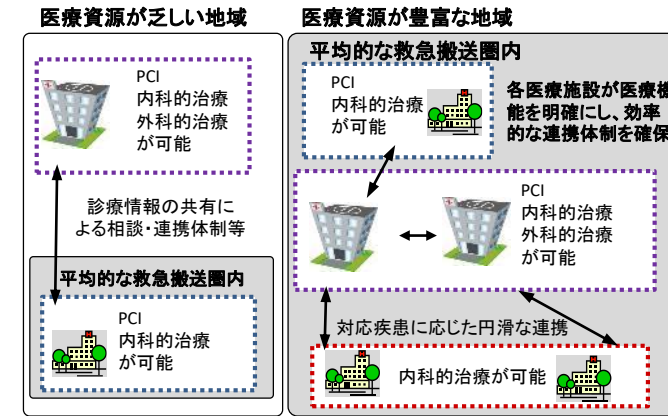 医療資源が乏しい地域
PCI
内科的治療
外科的治療
が可能
診療情報の共有に
よる相談・連携体制等
平均的な救急搬送圏内
PCI
内科的治療
が可能
医療資源が豊富な地域
平均的な救急搬送圏内
PCI
内科的治療
が可能
各医療施設が医療機
能を明確にし、効率
的な連携体制を確保
PCI
内科的治療
外科的治療
が可能
対応疾患に応じた円滑な連携
内科的治療が可能